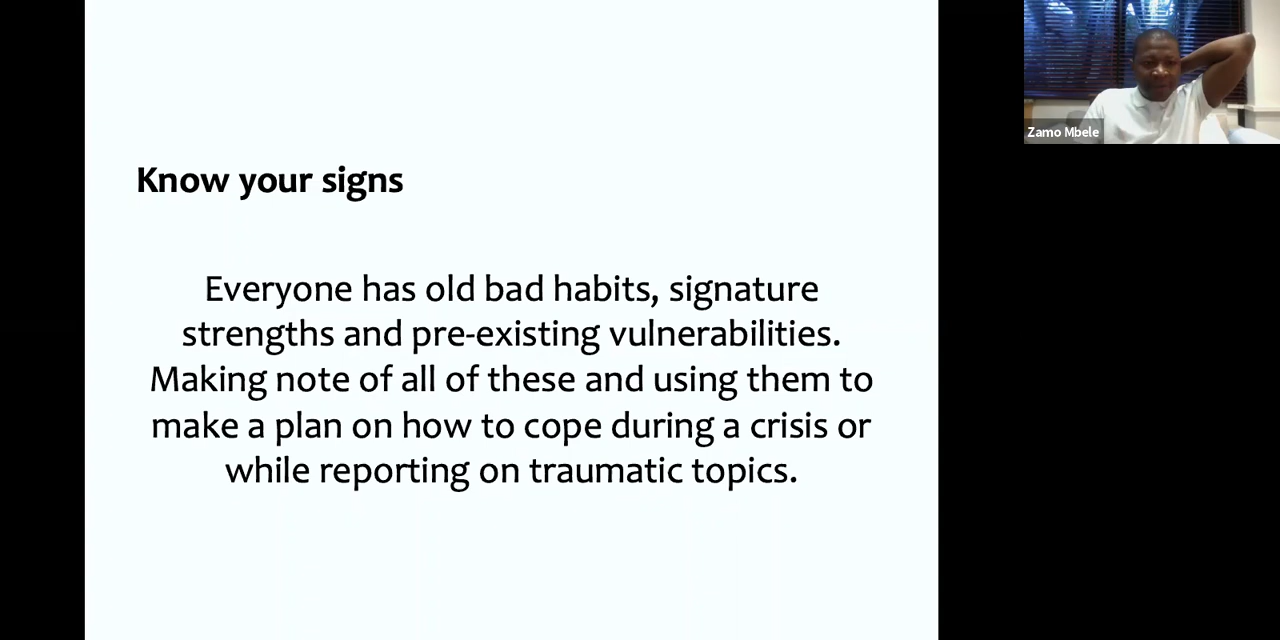 Know your signs
Everyone has old bad habits, signature
strengths and pre-existing vulnerabilities.
Making note of all of these and using them to
make a plan on how to cope during a crisis or
while reporting on traumatic topics.
Zamo Mbele